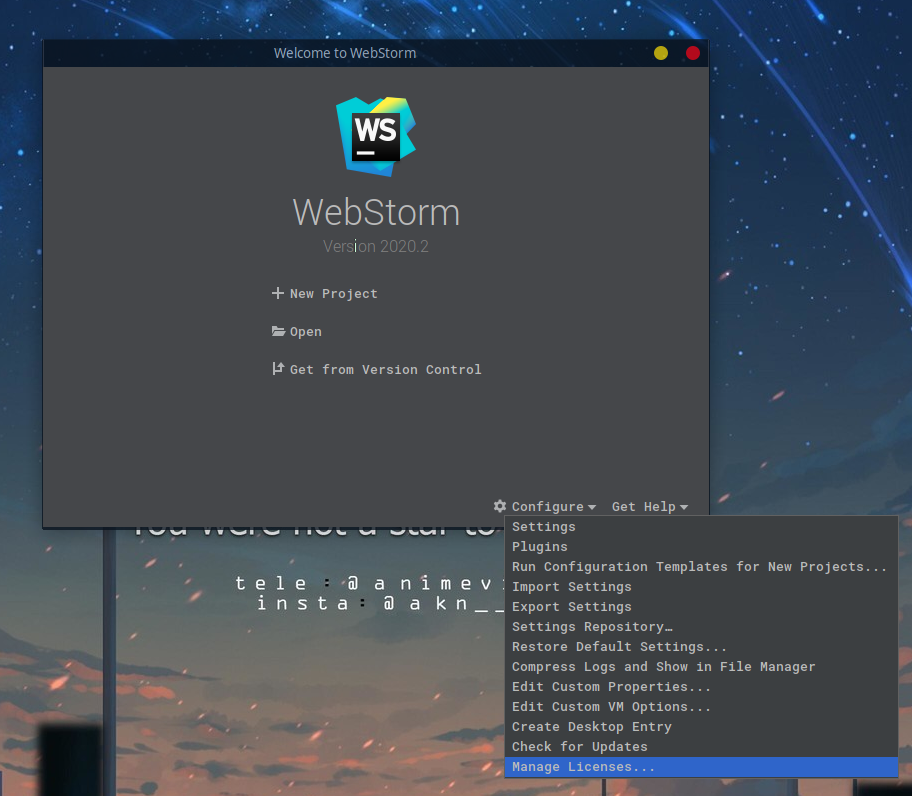 Welcome to WebStorm
WS
WebStorm
Version 2020.2
New Project
Open
Get from Version Control
Configure Get Help
Settings
Plugins
Run Configuration Templates for New Projects...
Import Settings
Export Settings
Settings Repository…
Restore Default Settings...
Compress Logs and Show in File Manager
Edit Custom Properties...
Edit Custom VM Options...
Create Desktop Entry
Check for Updates
Manage Licenses...
You were not a star to
tele : @animev
insta: @akn__